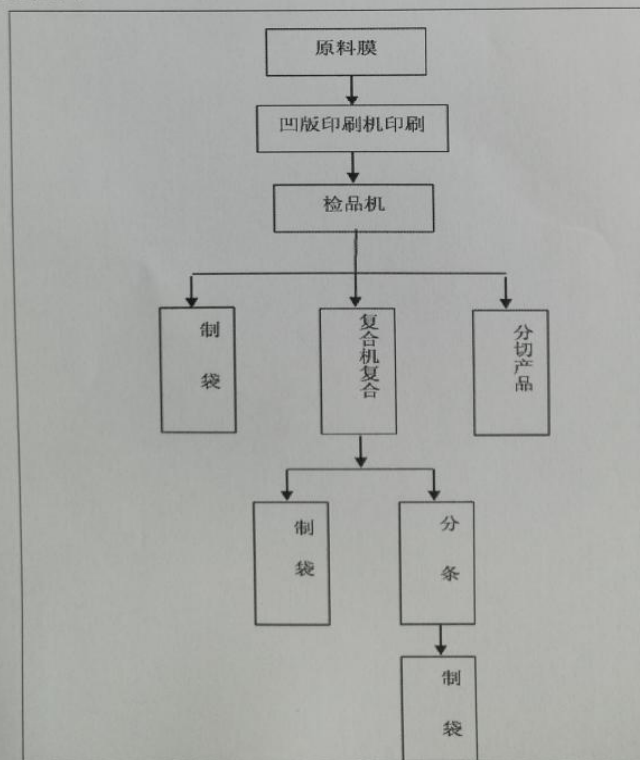 原料膜
凹版印刷机印刷
检品机
制袋
复合机复合
分切产品
制袋
分条
制袋